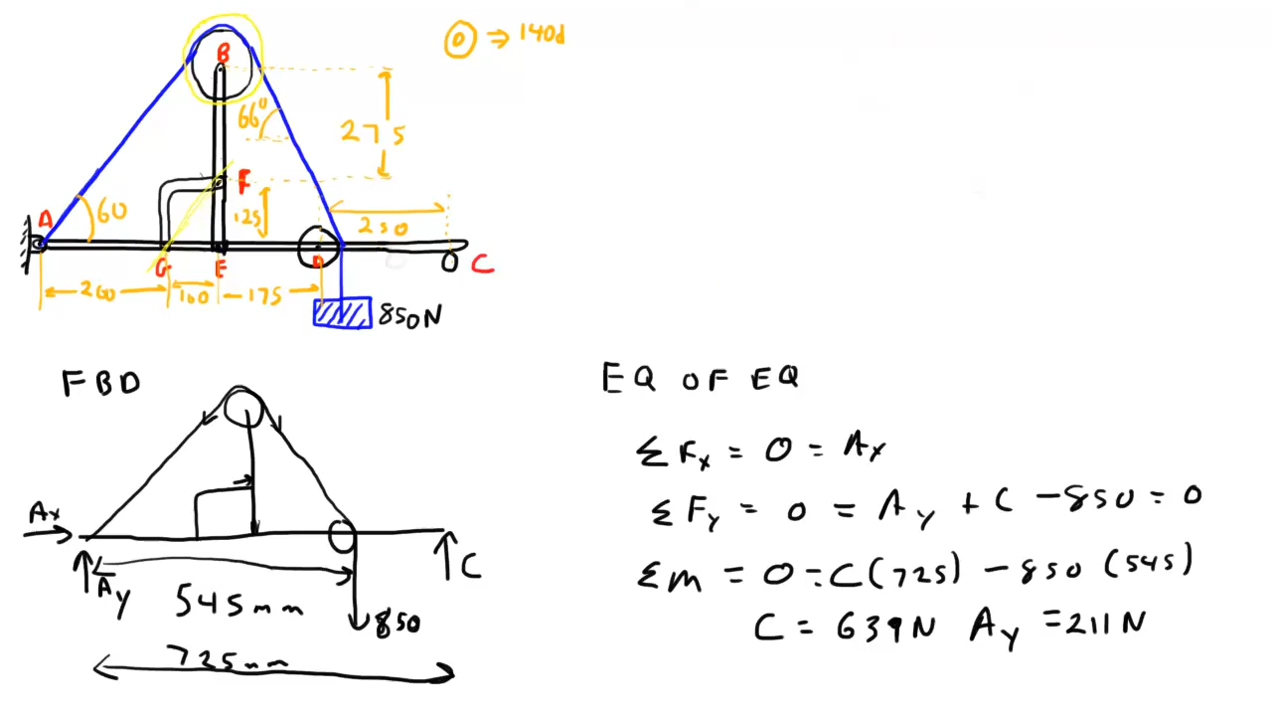 B
⇒ 140d
66°
275
F
125
A
60
250
G
E
D
C
260
100
175
850N
FBD
Ax
Ay
545mm
C
850
725mm
EQ OF EQ
ΣFx = 0 = Ax
ΣFy = 0 = Ay + C - 850 = 0
Σm = 0 = C(725) - 850(545)
C = 639N Ay = 211N